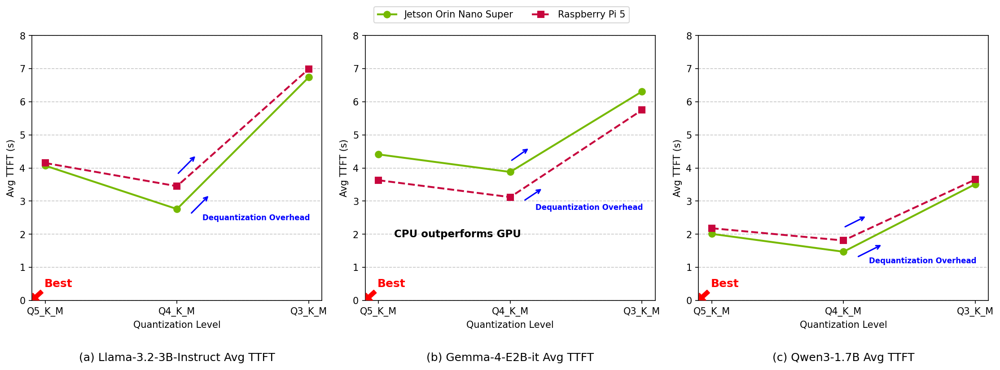 Jetson Orin Nano Super
Raspberry Pi 5
Avg TTFT (s)
8
7
6
5
4
3
2
1
0
Dequantization Overhead
Best
Q5_K_M
Q4_K_M
Q3_K_M
Quantization Level
(a) Llama-3.2-3B-Instruct Avg TTFT
Avg TTFT (s)
8
7
6
5
4
3
2
1
0
Dequantization Overhead
CPU outperforms GPU
Best
Q5_K_M
Q4_K_M
Q3_K_M
Quantization Level
(b) Gemma-4-E2B-it Avg TTFT
Avg TTFT (s)
8
7
6
5
4
3
2
1
0
Dequantization Overhead
Best
Q5_K_M
Q4_K_M
Q3_K_M
Quantization Level
(c) Qwen3-1.7B Avg TTFT